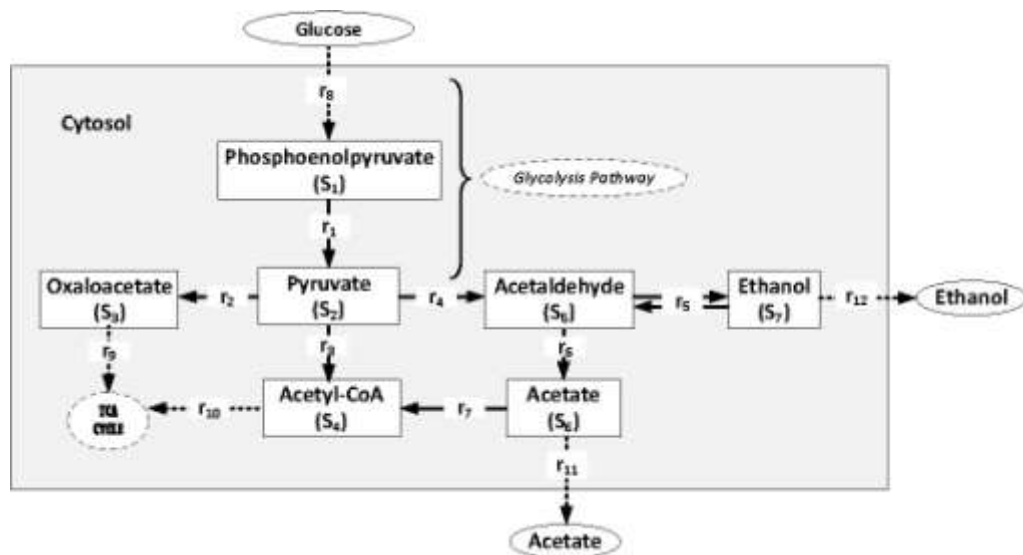 Glucose
r8
Cytosol
Phosphoenolpyruvate
(S1)
Glycolysis Pathway
r1
Oxaloacetate
(S3)
r2
Pyruvate
(S2)
r4
Acetaldehyde
(S6)
r5
Ethanol
(S7)
r12
Ethanol
r9
r3
r6
TCA
CYCLE
r10
Acetyl-CoA
(S4)
r7
Acetate
(S6)
r11
Acetate